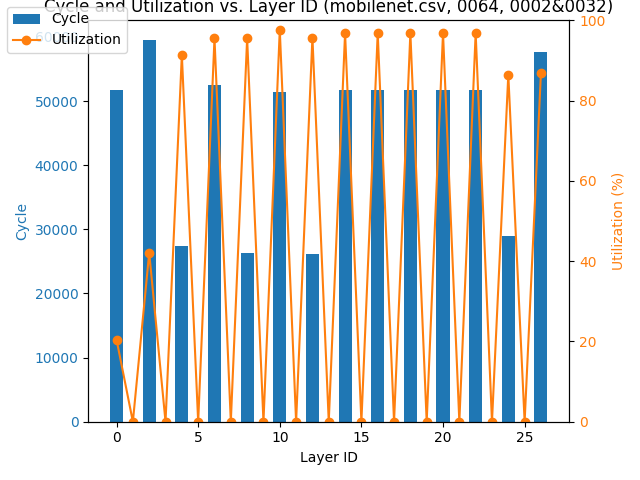 Cycle and Utilization vs. Layer ID (mobilenet.csv, 0064, 0002&0032)
Cycle
Utilization
60000
50000
40000
30000
20000
10000
0
Cycle
100
80
60
40
20
0
Utilization (%)
0 5 10 15 20 25
Layer ID